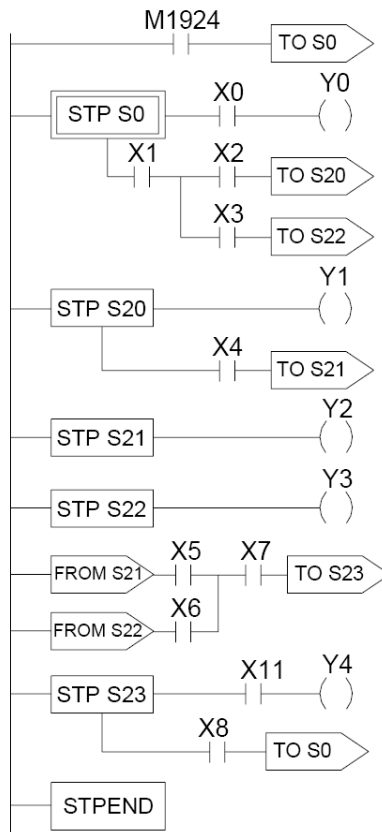 M1924
TO S0
STP S0
X0
Y0
X1
X2
TO S20
X3
TO S22
STP S20
Y1
X4
TO S21
STP S21
Y2
STP S22
Y3
FROM S21
X5
X7
TO S23
FROM S22
X6
STP S23
X11
Y4
X8
TO S0
STPEND